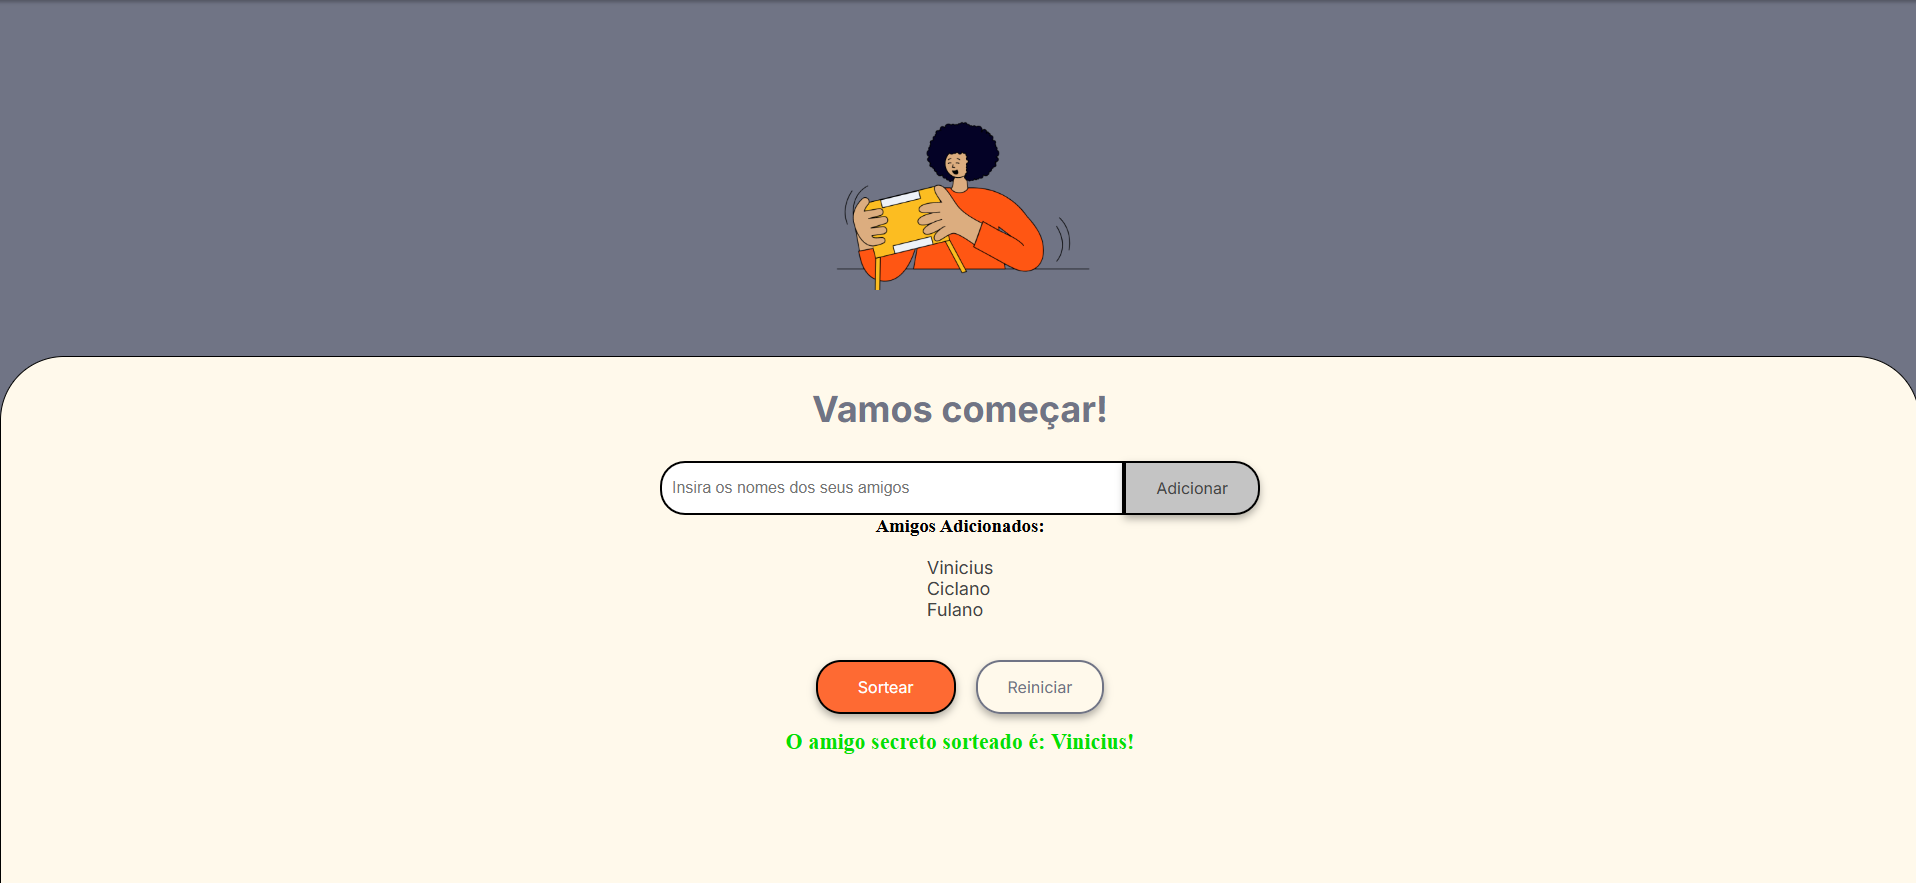 Vamos começar!
Insira os nomes dos seus amigos
Adicionar
Amigos Adicionados:
Vinicius
Ciclano
Fulano
Sortear
Reiniciar
O amigo secreto sorteado é: Vinicius!